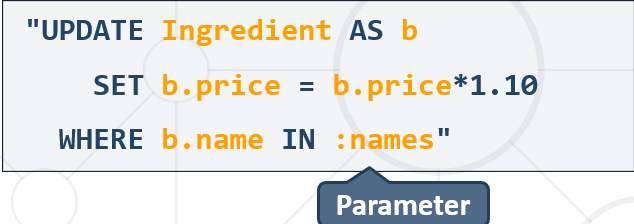 "UPDATE Ingredient AS b
SET b.price = b.price*1.10
WHERE b.name IN :names"
Parameter